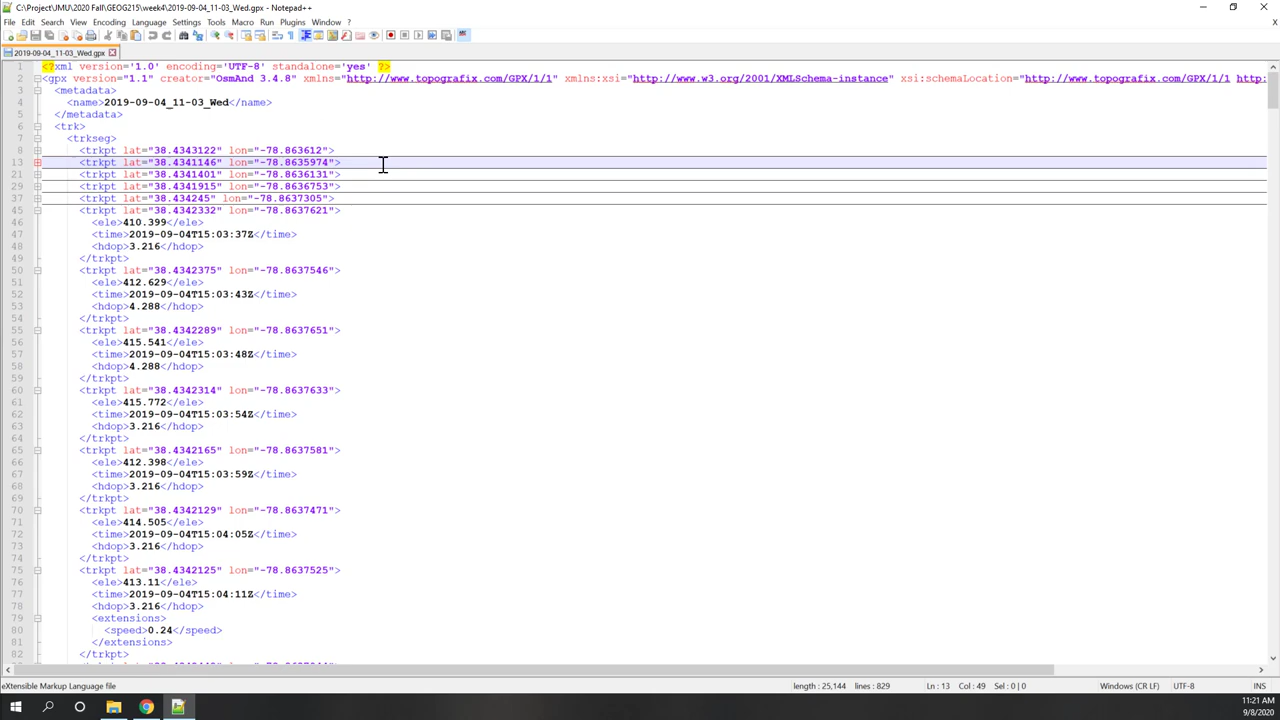 C:\Project\JMU\2020 Fall\GEOG215\week4\2019-09-04_11-03_Wed.gpx - Notepad++
File Edit Search View Encoding Language Settings Tools Macro Run Plugins Window ?
2019-09-04_11-03_Wed.gpx
1 <?xml version='1.0' encoding='UTF-8' standalone='yes' ?>
2 <gpx version="1.1" creator="OsmAnd 3.4.8" xmlns="http://www.topografix.com/GPX/1/1" xmlns:xsi="http://www.w3.org/2001/XMLSchema-instance" xsi:schemaLocation="http://www.topografix.com/GPX/1/1 http:
3 <metadata>
4 <name>2019-09-04_11-03_Wed</name>
5 </metadata>
6 <trk>
7 <trkseg>
8 <trkpt lat="38.4343122" lon="-78.863612">
13 <trkpt lat="38.4341146" lon="-78.8635974">
21 <trkpt lat="38.4341401" lon="-78.8636131">
29 <trkpt lat="38.4341915" lon="-78.8636753">
37 <trkpt lat="38.434245" lon="-78.8637305">
45 <trkpt lat="38.4342332" lon="-78.8637621">
46 <ele>410.399</ele>
47 <time>2019-09-04T15:03:37Z</time>
48 <hdop>3.216</hdop>
49 </trkpt>
50 <trkpt lat="38.4342375" lon="-78.8637546">
51 <ele>412.629</ele>
52 <time>2019-09-04T15:03:43Z</time>
53 <hdop>4.288</hdop>
54 </trkpt>
55 <trkpt lat="38.4342289" lon="-78.8637651">
56 <ele>415.541</ele>
57 <time>2019-09-04T15:03:48Z</time>
58 <hdop>4.288</hdop>
59 </trkpt>
60 <trkpt lat="38.4342314" lon="-78.8637633">
61 <ele>415.772</ele>
62 <time>2019-09-04T15:03:54Z</time>
63 <hdop>3.216</hdop>
64 </trkpt>
65 <trkpt lat="38.4342165" lon="-78.8637581">
66 <ele>412.398</ele>
67 <time>2019-09-04T15:03:59Z</time>
68 <hdop>3.216</hdop>
69 </trkpt>
70 <trkpt lat="38.4342129" lon="-78.8637471">
71 <ele>414.505</ele>
72 <time>2019-09-04T15:04:05Z</time>
73 <hdop>3.216</hdop>
74 </trkpt>
75 <trkpt lat="38.4342125" lon="-78.8637525">
76 <ele>413.11</ele>
77 <time>2019-09-04T15:04:11Z</time>
78 <hdop>3.216</hdop>
79 <extensions>
80 <speed>0.24</speed>
81 </extensions>
82 </trkpt>
eXtensible Markup Language file length : 25,144 lines : 829 Ln : 13 Col : 49 Sel : 0 | 0 Windows (CR LF) UTF-8 INS
11:21 AM
9/8/2020